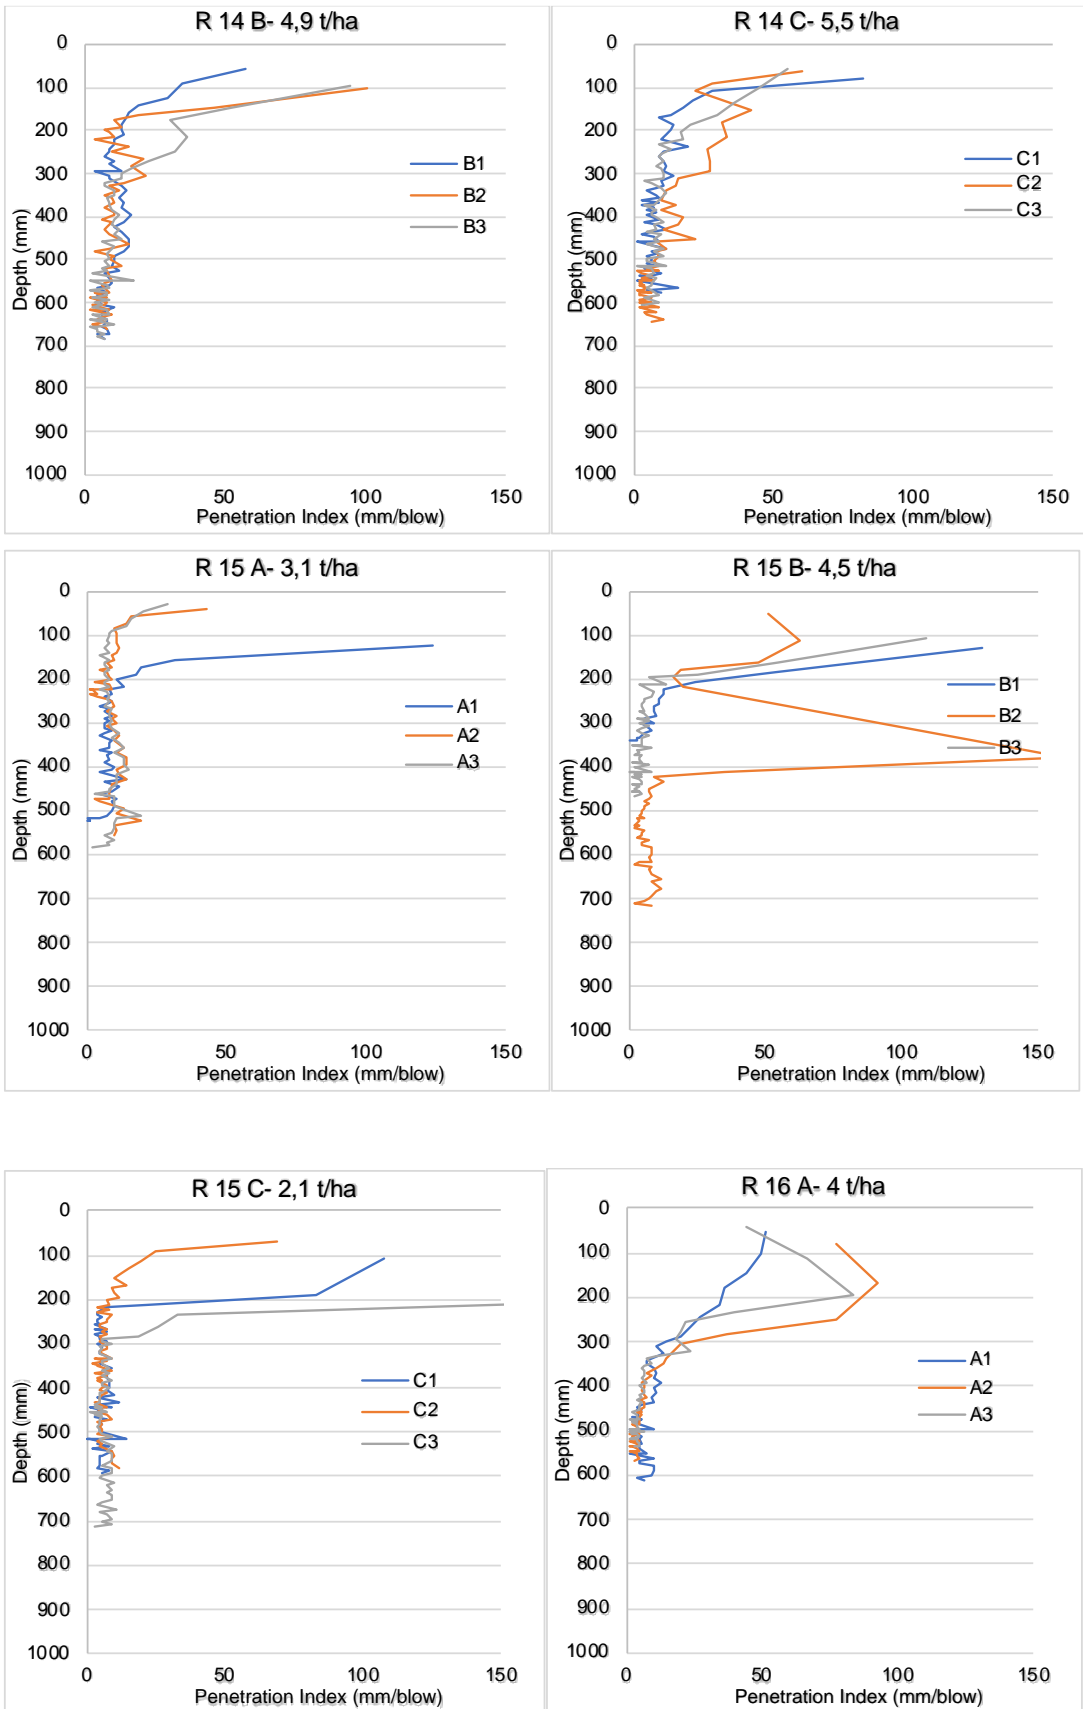 R 14 B- 4,9 t/ha
0
100
200
300
400
500
600
700
800
900
1000
Depth (mm)
B1
B2
B3
0 50 100 150
Penetration Index (mm/blow)
R 14 C- 5,5 t/ha
0
100
200
300
400
500
600
700
800
900
1000
Depth (mm)
C1
C2
C3
0 50 100 150
Penetration Index (mm/blow)
R 15 A- 3,1 t/ha
0
100
200
300
400
500
600
700
800
900
1000
Depth (mm)
A1
A2
A3
0 50 100 150
Penetration Index (mm/blow)
R 15 B- 4,5 t/ha
0
100
200
300
400
500
600
700
800
900
1000
Depth (mm)
B1
B2
B3
0 50 100 150
Penetration Index (mm/blow)
R 15 C- 2,1 t/ha
0
100
200
300
400
500
600
700
800
900
1000
Depth (mm)
C1
C2
C3
0 50 100 150
Penetration Index (mm/blow)
R 16 A- 4 t/ha
0
100
200
300
400
500
600
700
800
900
1000
Depth (mm)
A1
A2
A3
0 50 100 150
Penetration Index (mm/blow)